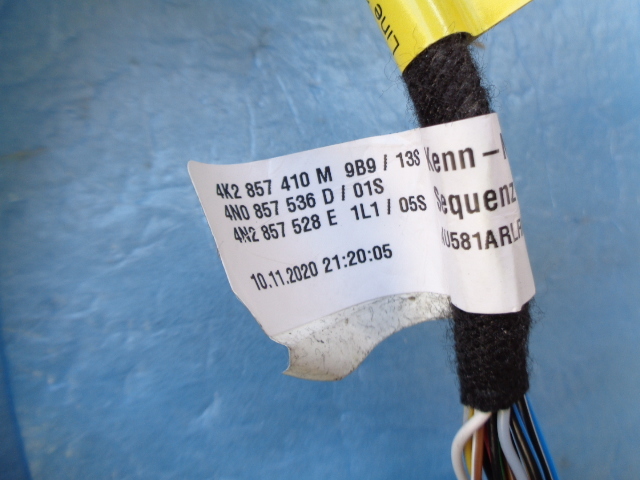 Line
4K2 857 410 M 9B9 / 13S
4N0 857 536 D / 01S
4N2 857 528 E 1L1 / 05S
10.11.2020 21:20:05
Kenn -
Sequenz